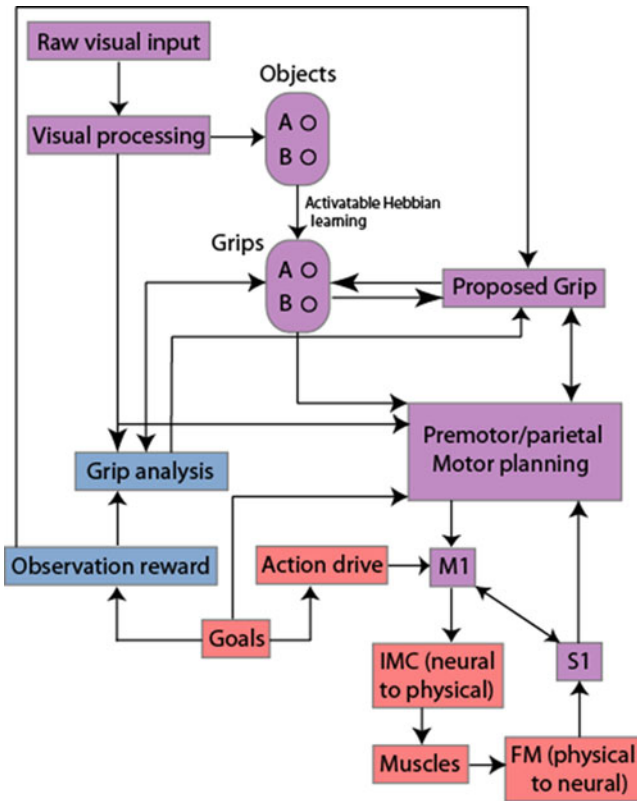 Raw visual input
Objects
Visual processing
A
B
Activatable Hebbian
learning
Grips
A
B
Proposed Grip
Premotor/parietal
Motor planning
Grip analysis
Observation reward
Action drive
M1
Goals
IMC (neural
to physical)
S1
Muscles
FM (physical
to neural)